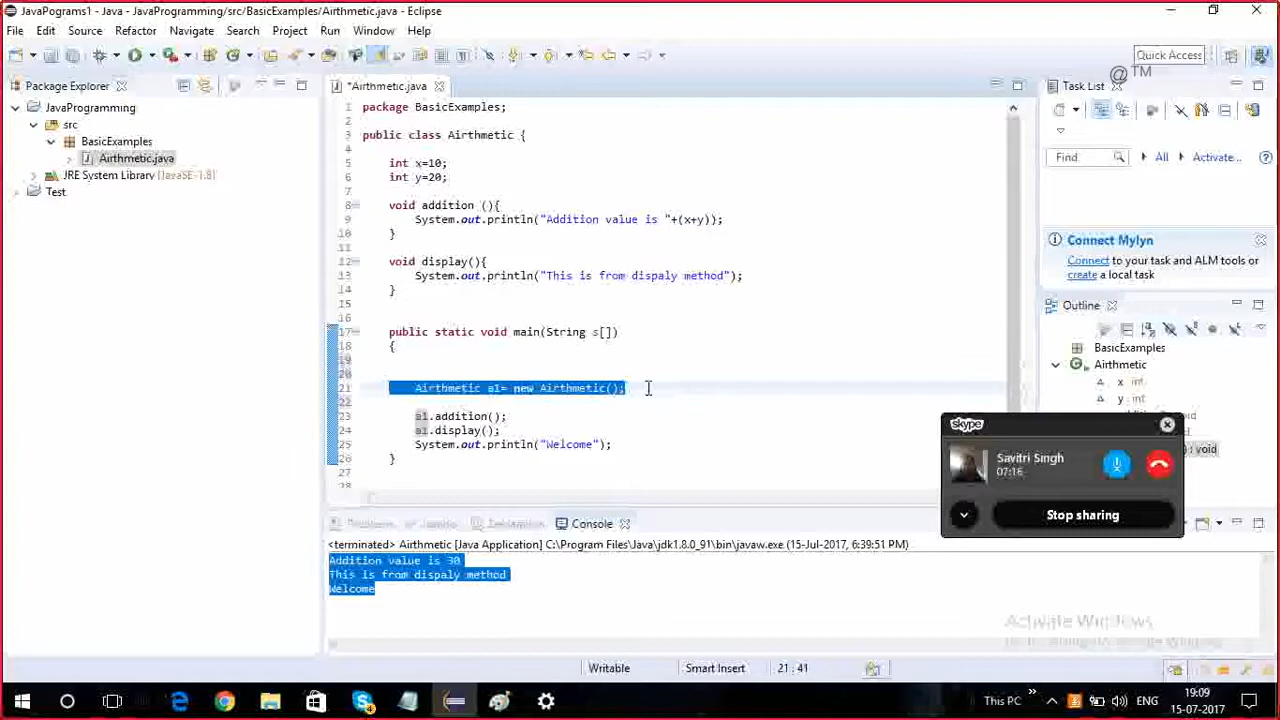 JavaPograms1 - Java - JavaProgramming/src/BasicExamples/Airthmetic.java - Eclipse
File Edit Source Refactor Navigate Search Project Run Window Help
Quick Access
@™
Package Explorer
*Airthmetic.java
Task List
JavaProgramming
src
BasicExamples
Airthmetic.java
JRE System Library [JavaSE-1.8]
Test
1 package BasicExamples;
2
3 public class Airthmetic {
4
5 int x=10;
6 int y=20;
7
8 void addition (){
9 System.out.println("Addition value is "+(x+y));
10 }
11
12 void display(){
13 System.out.println("This is from dispaly method");
14 }
15
16
17 public static void main(String s[])
18 {
19
20
21 Airthmetic a1= new Airthmetic();
22
23 a1.addition();
24 a1.display();
25 System.out.println("Welcome");
26 }
27
28
Find All Activate...
Connect Mylyn
Connect to your task and ALM tools or
create a local task
Outline
BasicExamples
Airthmetic
x int
y : int
) : void
skype
Savitri Singh
07:16
Stop sharing
Problems Javadoc Declaration Console
<terminated> Airthmetic [Java Application] C:\Program Files\Java\jdk1.8.0_91\bin\javaw.exe (15-Jul-2017, 6:39:51 PM)
Addition value is 30
This is from dispaly method
Welcome
Activate Windows
Writable Smart Insert 21 : 41
This PC ENG 19:09
15-07-2017